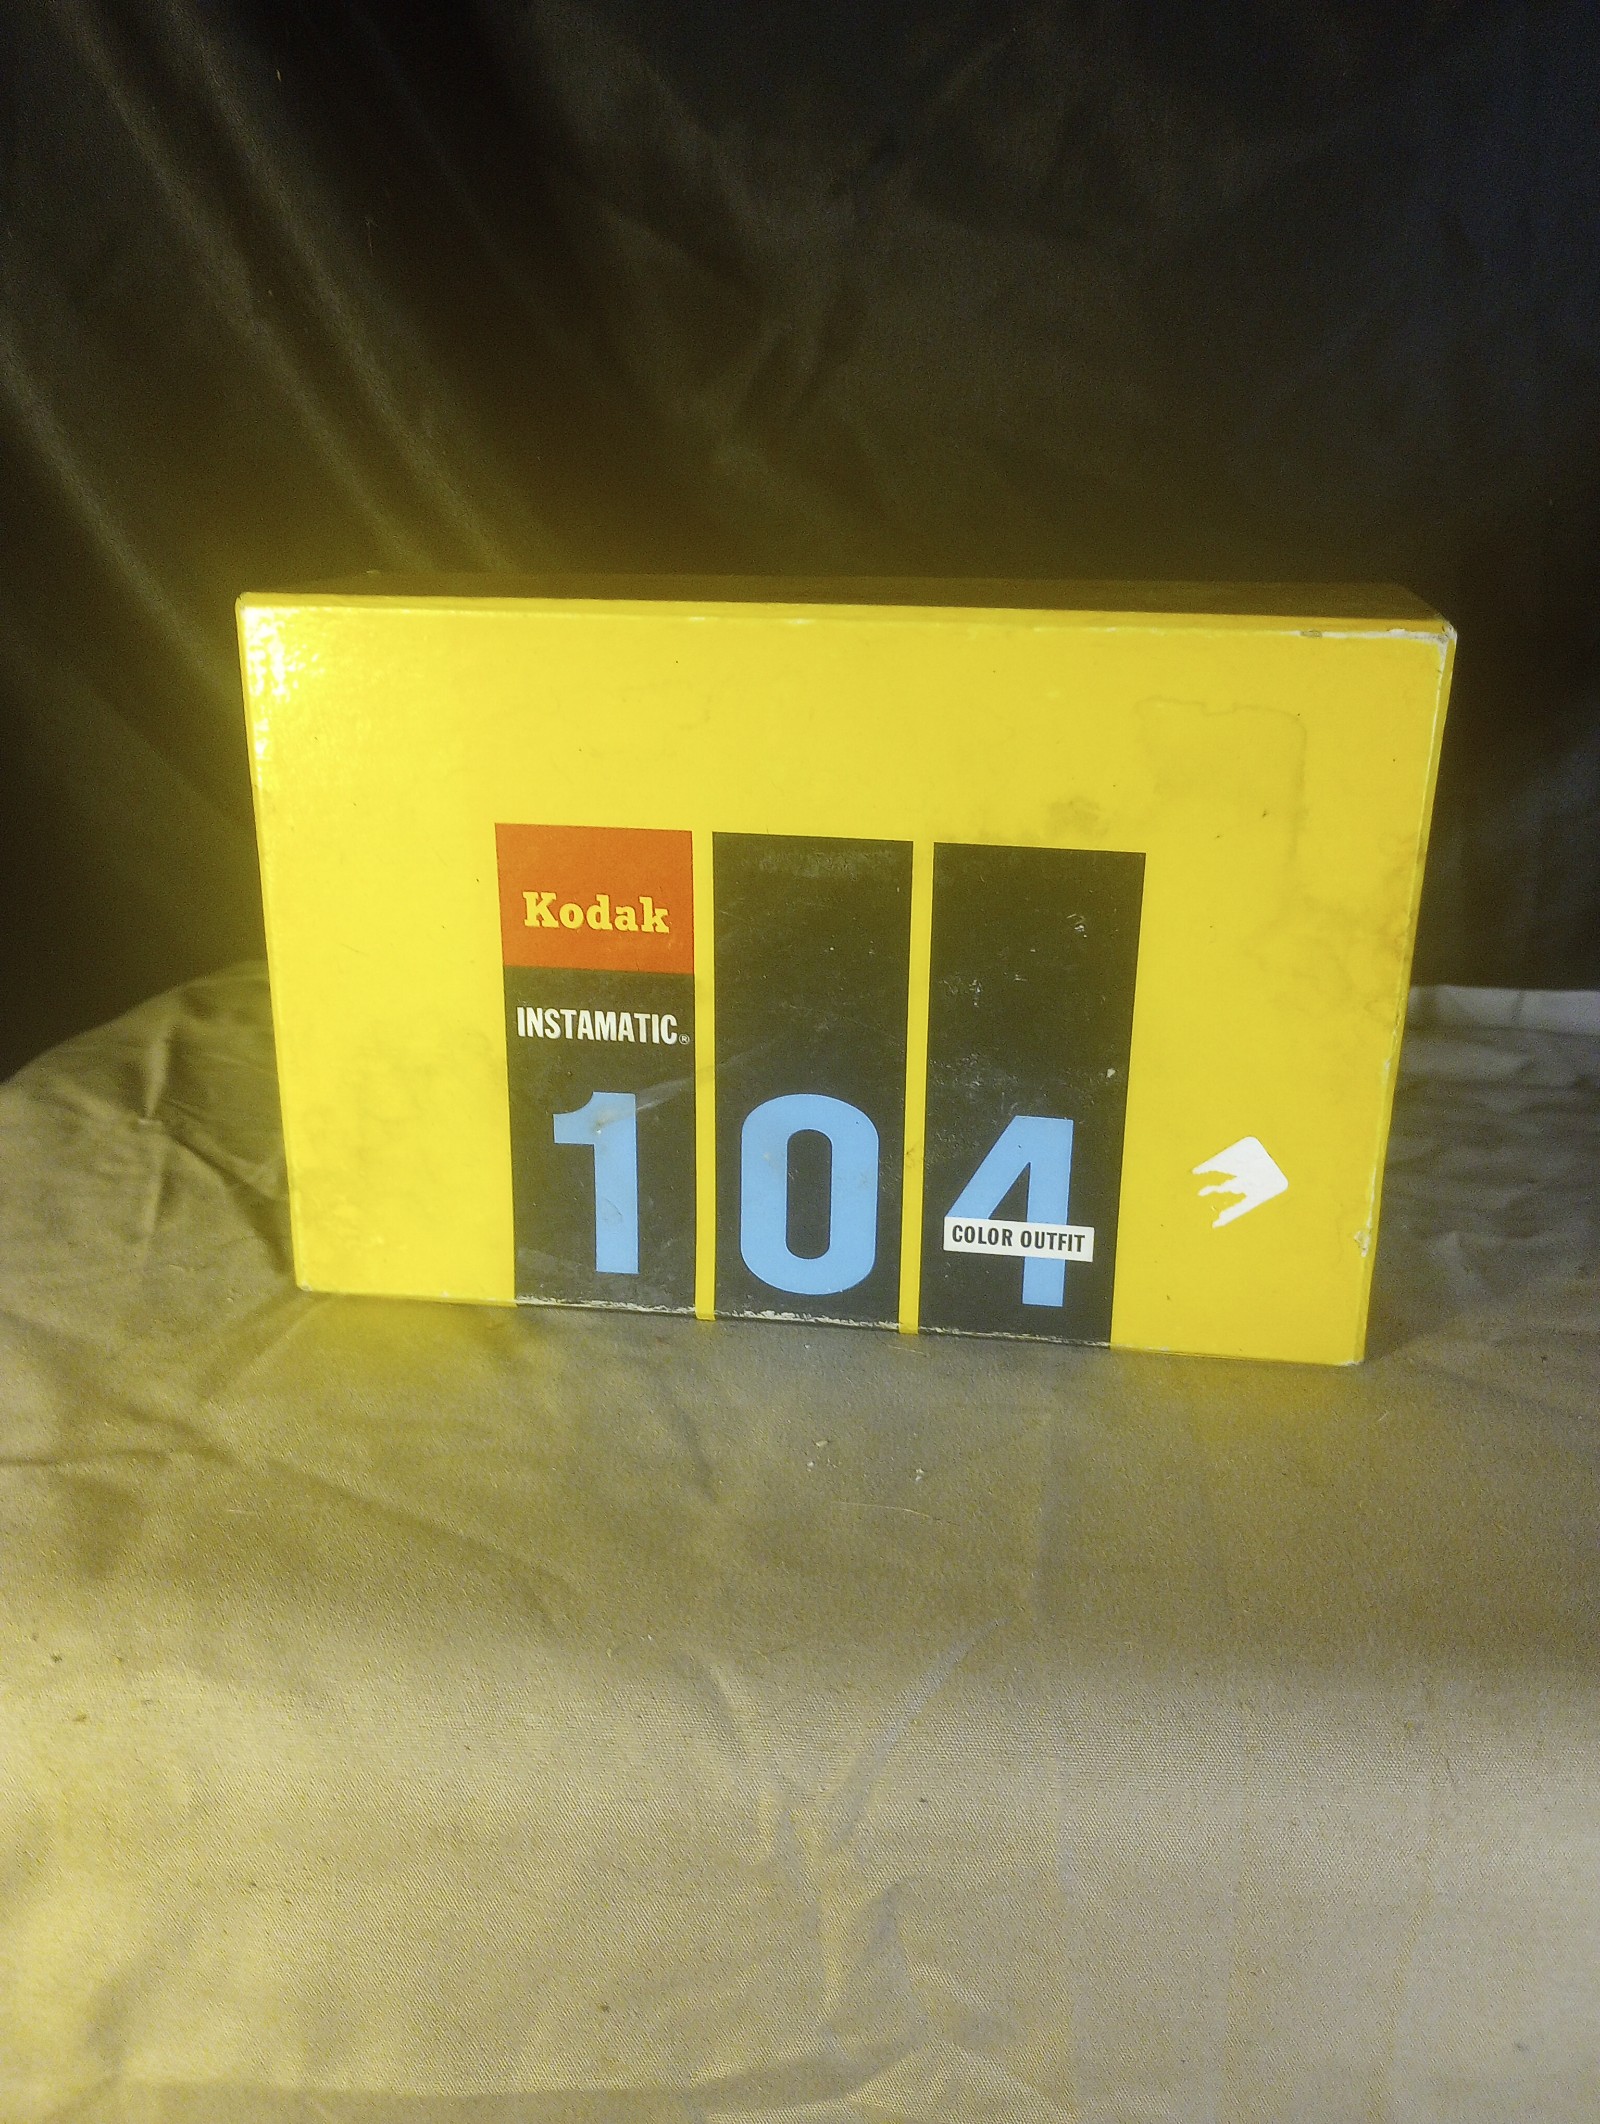 Kodak
INSTAMATIC®
104
COLOR OUTFIT